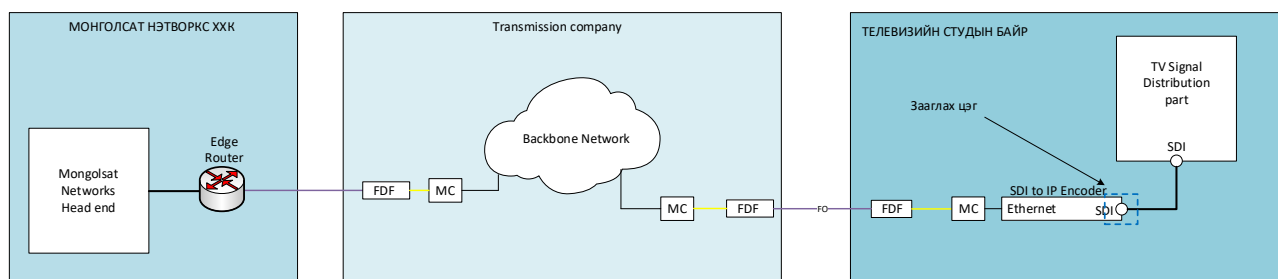 МОНГОЛСАТ НЭТВОРКС ХХК
Mongolsat
Networks
Head end
Edge
Router
Transmission company
FDF
MC
Backbone Network
MC
FDF
FO
ТЕЛЕВИЗИЙН СТУДЫН БАЙР
TV Signal
Distribution
part
SDI
Зааглах цэг
FDF
MC
SDI to IP Encoder
Ethernet
SDI